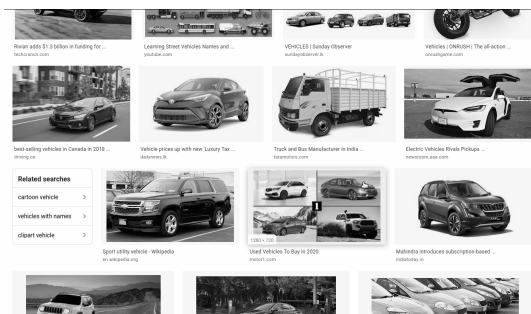 Rivian adds $1.3 billion in funding for ...
techcrunch.com
Learning Street Vehicles Names and ...
youtube.com
VEHICLES | Sunday Observer
sundayobserver.lk
Vehicles | ONRUSH | The all-action ...
onrushgame.com
best-selling vehicles in Canada in 2018 ...
driving.ca
Vehicle prices up with new 'Luxury Tax ...
dailynews.lk
Truck and Bus Manufacturer in India ...
tatamotors.com
Electric Vehicles Rivals Pickups ...
newsroom.aaa.com
Related searches
cartoon vehicle
vehicles with names
clipart vehicle
Sport utility vehicle - Wikipedia
en.wikipedia.org
1280 × 720
Used Vehicles To Buy In 2020
motor1.com
Mahindra introduces subscription-based ...
indiatoday.in